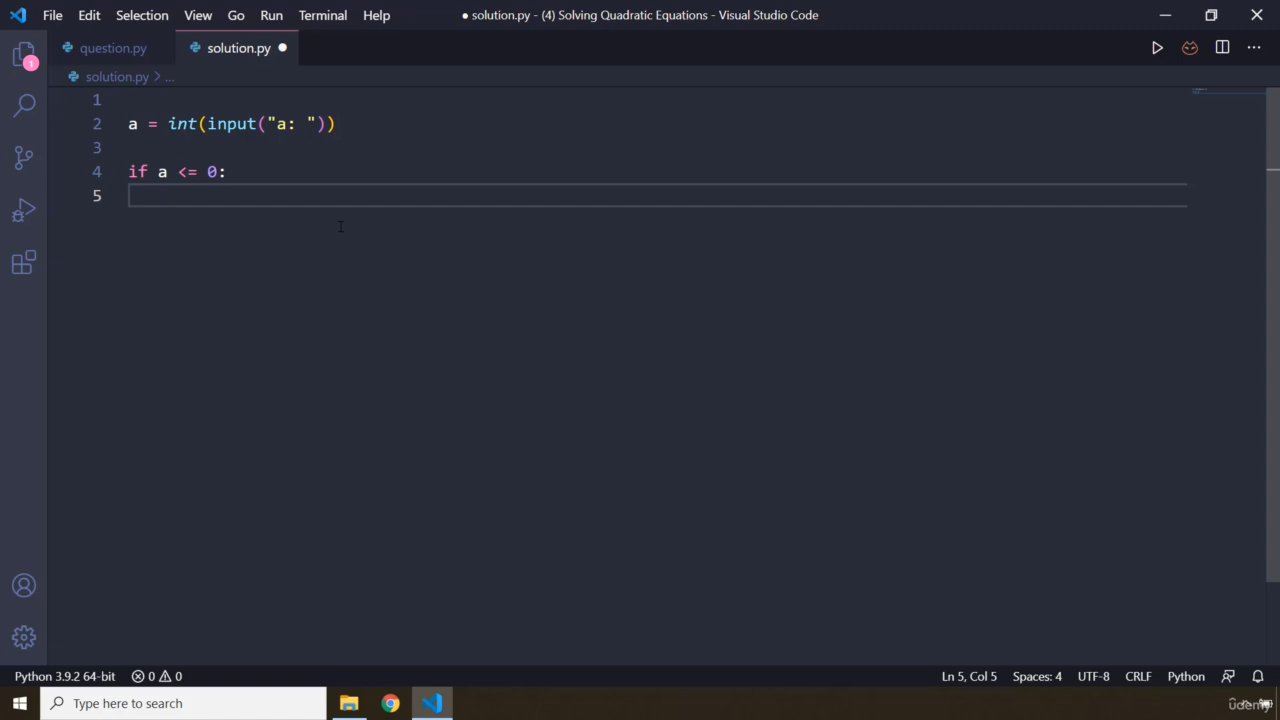 File Edit Selection View Go Run Terminal Help ● solution.py - (4) Solving Quadratic Equations - Visual Studio Code
question.py solution.py ●
solution.py > ...
1
2 a = int(input("a: "))
3
4 if a <= 0:
5
1
Python 3.9.2 64-bit 0 0 Ln 5, Col 5 Spaces: 4 UTF-8 CRLF Python
Type here to search
udemy